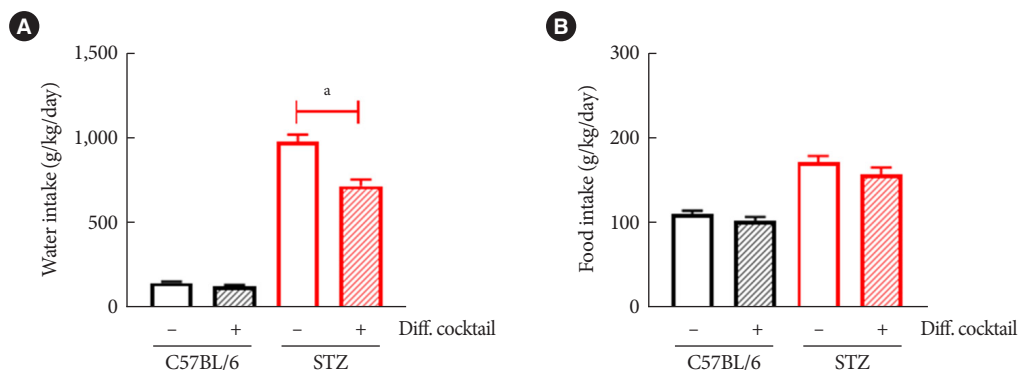 A
1,500
1,000
500
0
Water intake (g/kg/day)
a
– + – + Diff. cocktail
C57BL/6 STZ
B
300
200
100
0
Food intake (g/kg/day)
– + – + Diff. cocktail
C57BL/6 STZ